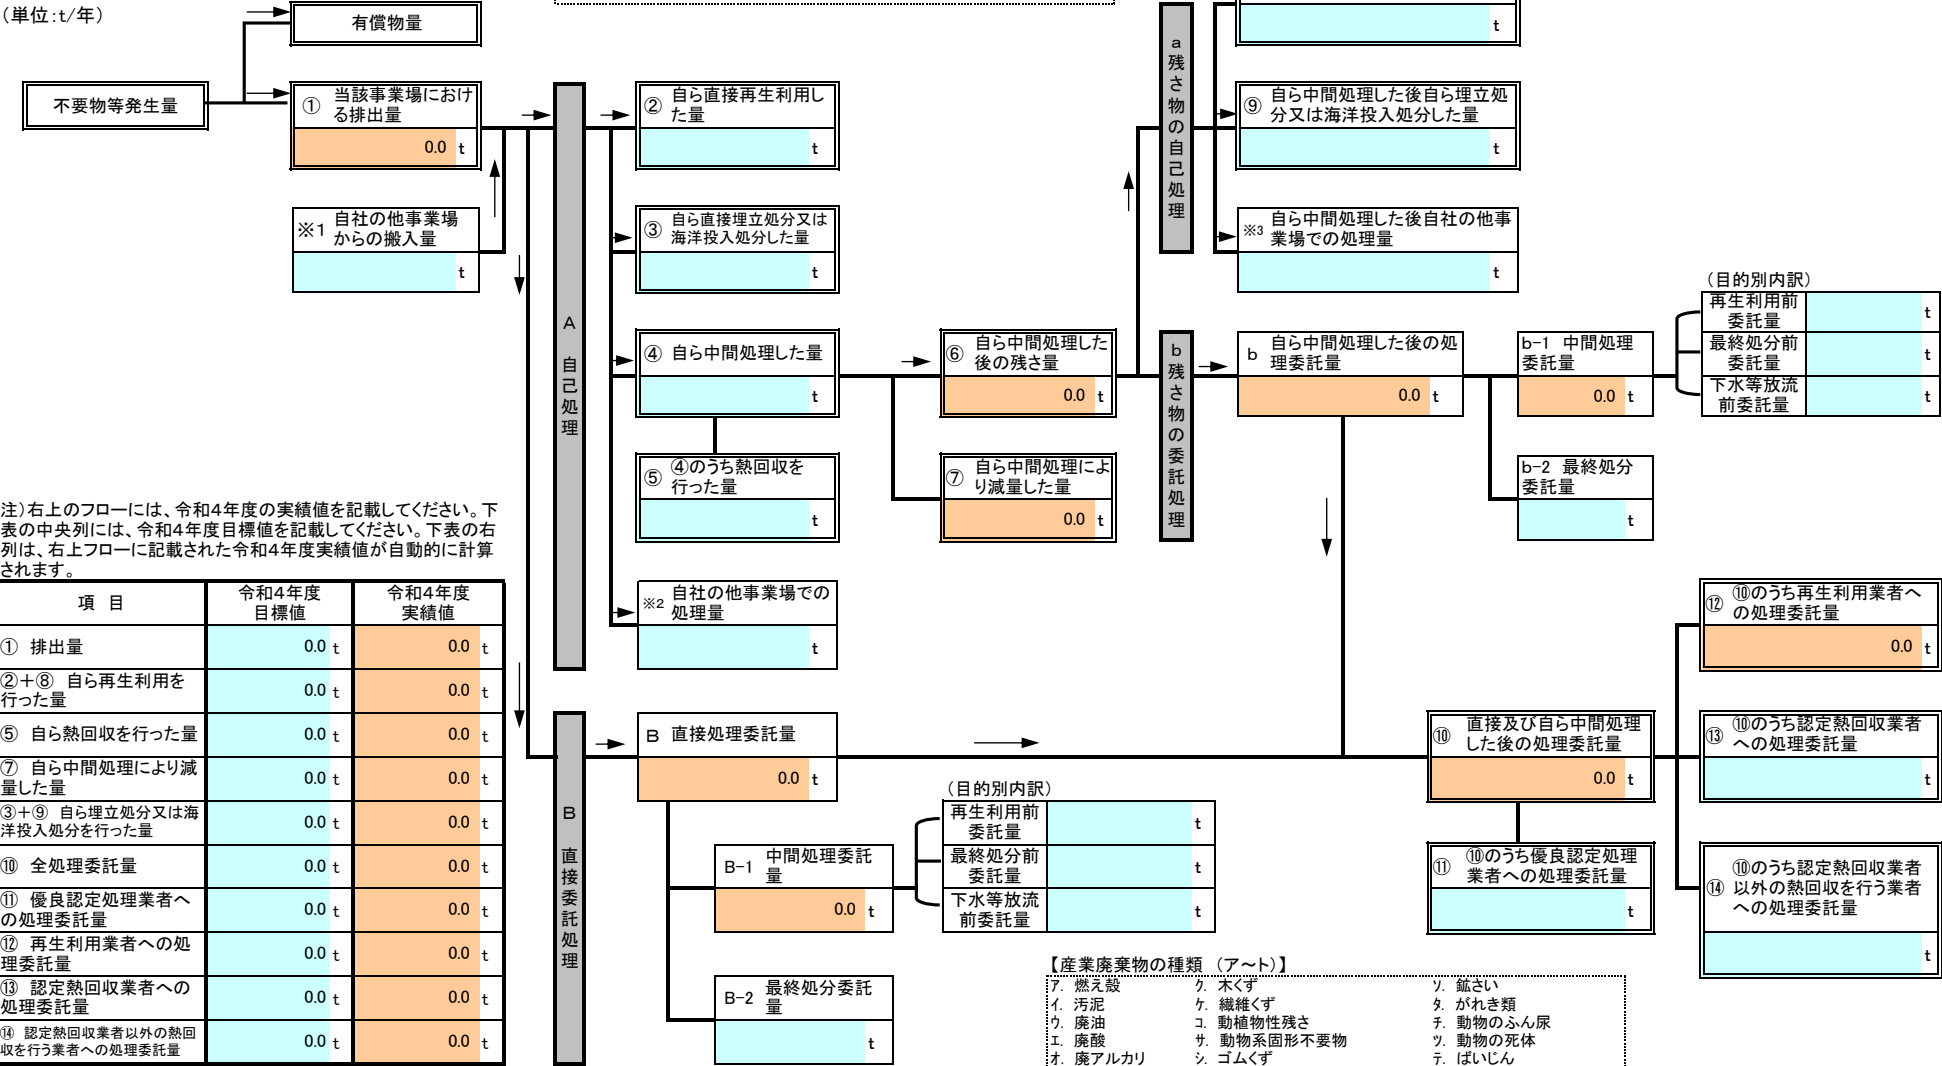 （単位：t/年）
有償物量
不要物等発生量
① 当該事業場におけ
る排出量
0.0 t
※1 自社の他事業場
からの搬入量
t
A 自己処理
② 自ら直接再生利用し
た量
t
③ 自ら直接埋立処分又は
海洋投入処分した量
t
④ 自ら中間処理した量
t
⑤ ④のうち熱回収を
行った量
t
※2 自社の他事業場での
処理量
t
⑥ 自ら中間処理した
後の残さ量
0.0 t
⑦ 自ら中間処理によ
り減量した量
0.0 t
a残さ物の自己処理
t
⑨ 自ら中間処理した後自ら埋立処
分又は海洋投入処分した量
t
※3 自ら中間処理した後自社の他事
業場での処理量
t
b残さ物の委託処理
b 自ら中間処理した後の処
理委託量
0.0 t
b-1 中間処理
委託量
0.0 t
b-2 最終処分
委託量
t
（目的別内訳）
再生利用前
委託量
t
最終処分前
委託量
t
下水等放流
前委託量
t
注）右上のフローには、令和4年度の実績値を記載してください。下
表の中央列には、令和4年度目標値を記載してください。下表の右
列は、右上フローに記載された令和4年度実績値が自動的に計算
されます。
項 目 令和4年度
目標値 令和4年度
実績値
① 排出量 0.0 t 0.0 t
②＋⑧ 自ら再生利用を
行った量 0.0 t 0.0 t
⑤ 自ら熱回収を行った量 0.0 t 0.0 t
⑦ 自ら中間処理により減
量した量 0.0 t 0.0 t
③＋⑨ 自ら埋立処分又は海
洋投入処分を行った量 0.0 t 0.0 t
⑩ 全処理委託量 0.0 t 0.0 t
⑪ 優良認定処理業者へ
の処理委託量 0.0 t 0.0 t
⑫ 再生利用業者への処
理委託量 0.0 t 0.0 t
⑬ 認定熱回収業者への
処理委託量 0.0 t 0.0 t
⑭ 認定熱回収業者以外の熱回
収を行う業者への処理委託量 0.0 t 0.0 t
B 直接委託処理
B 直接処理委託量
0.0 t
B-1 中間処理委託
量
0.0 t
B-2 最終処分委託
量
t
（目的別内訳）
再生利用前
委託量
t
最終処分前
委託量
t
下水等放流
前委託量
t
⑩ 直接及び自ら中間処理
した後の処理委託量
0.0 t
⑪ ⑩のうち優良認定処理
業者への処理委託量
t
⑫ ⑩のうち再生利用業者へ
の処理委託量
0.0 t
⑬ ⑩のうち認定熱回収業者
への処理委託量
t
⑭ ⑩のうち認定熱回収業者
以外の熱回収を行う業者
への処理委託量
t
【産業廃棄物の種類 （ア～ト）】
ア. 燃え殻 ク. 木くず ソ. 鉱さい
イ. 汚泥 ケ. 繊維くず タ. がれき類
ウ. 廃油 コ. 動植物性残さ チ. 動物のふん尿
エ. 廃酸 サ. 動物系固形不要物 ツ. 動物の死体
オ. 廃アルカリ シ. ゴムくず テ. ばいじん